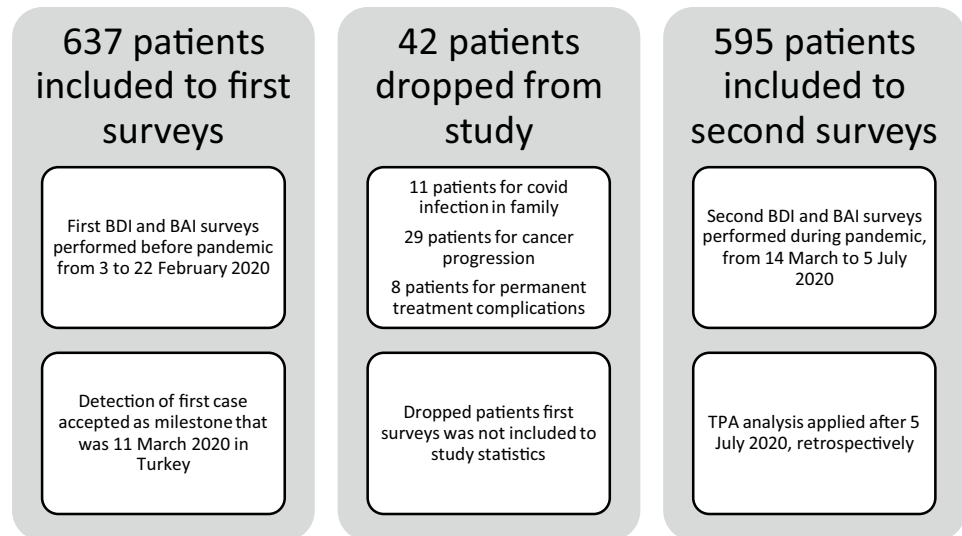 637 patients
included to first
surveys
First BDI and BAI surveys
performed before pandemic
from 3 to 22 February 2020
Detection of first case
accepted as milestone that
was 11 March 2020 in
Turkey
42 patients
dropped from
study
11 patients for covid
infection in family
29 patients for cancer
progression
8 patients for permanent
treatment complications
Dropped patients first
surveys was not included to
study statistics
595 patients
included to
second surveys
Second BDI and BAI surveys
performed during pandemic,
from 14 March to 5 July
2020
TPA analysis applied after 5
July 2020, retrospectively